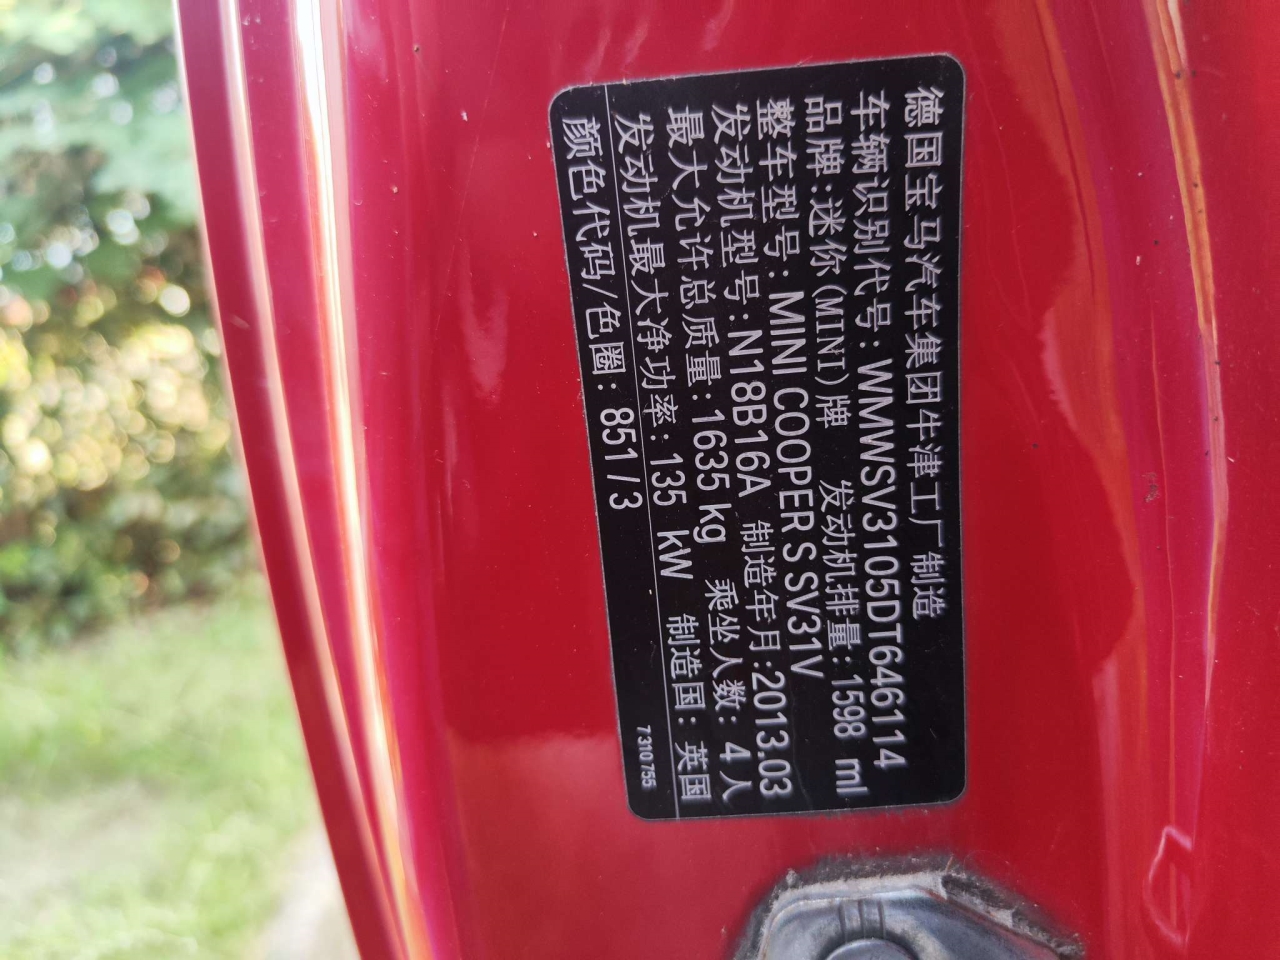 德国宝马汽车集团牛津工厂制造
车辆识别代号: WMWSV3105DT646114
品牌:迷你(MINI)牌 发动机排量:1598 ml
整车型号: MINI COOPER S SV31V
发动机型号: N18B16A 制造年月:2013.03
最大允许总质量: 1635 kg 乘坐人数: 4 人
发动机最大净功率: 135 kW 制造国: 英国
颜色代码/色圈: 851 / 3
7 310 755